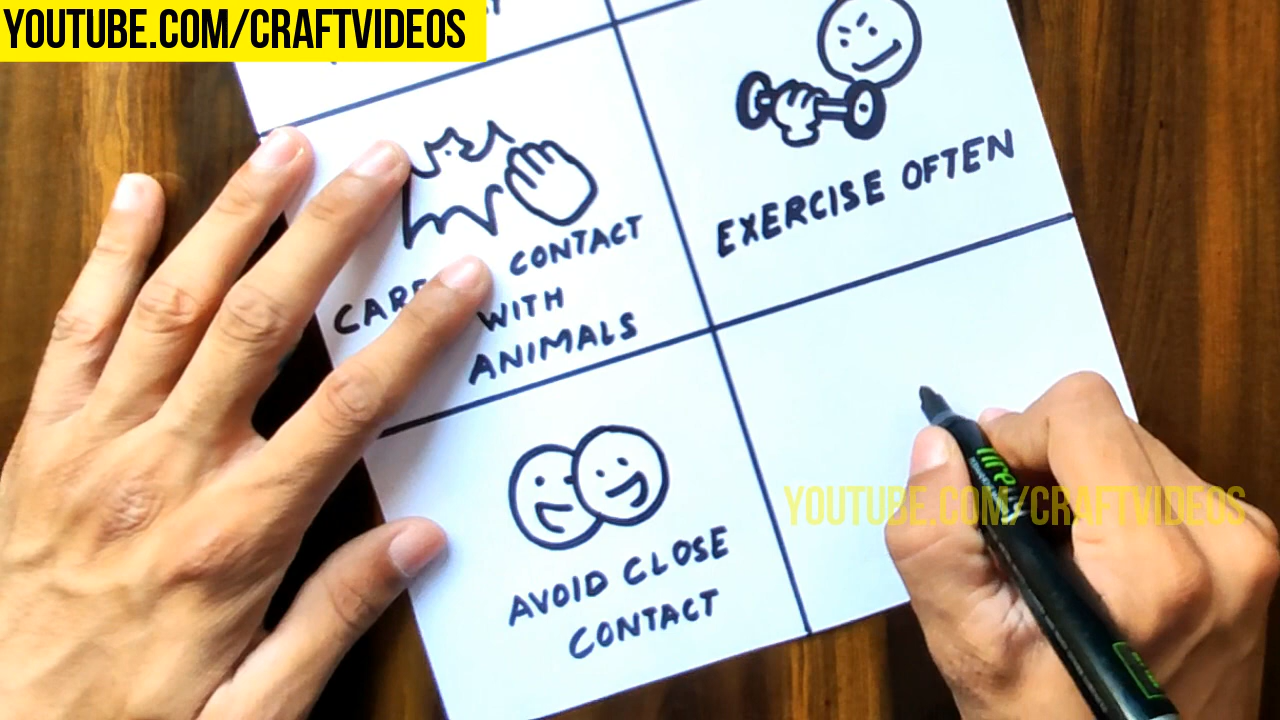 YOUTUBE.COM/CRAFTVIDEOS
EXERCISE OFTEN
CONTACT
WITH
ANIMALS
YOUTUBE.COM/CRAFTVIDEOS
AVOID CLOSE
CONTACT